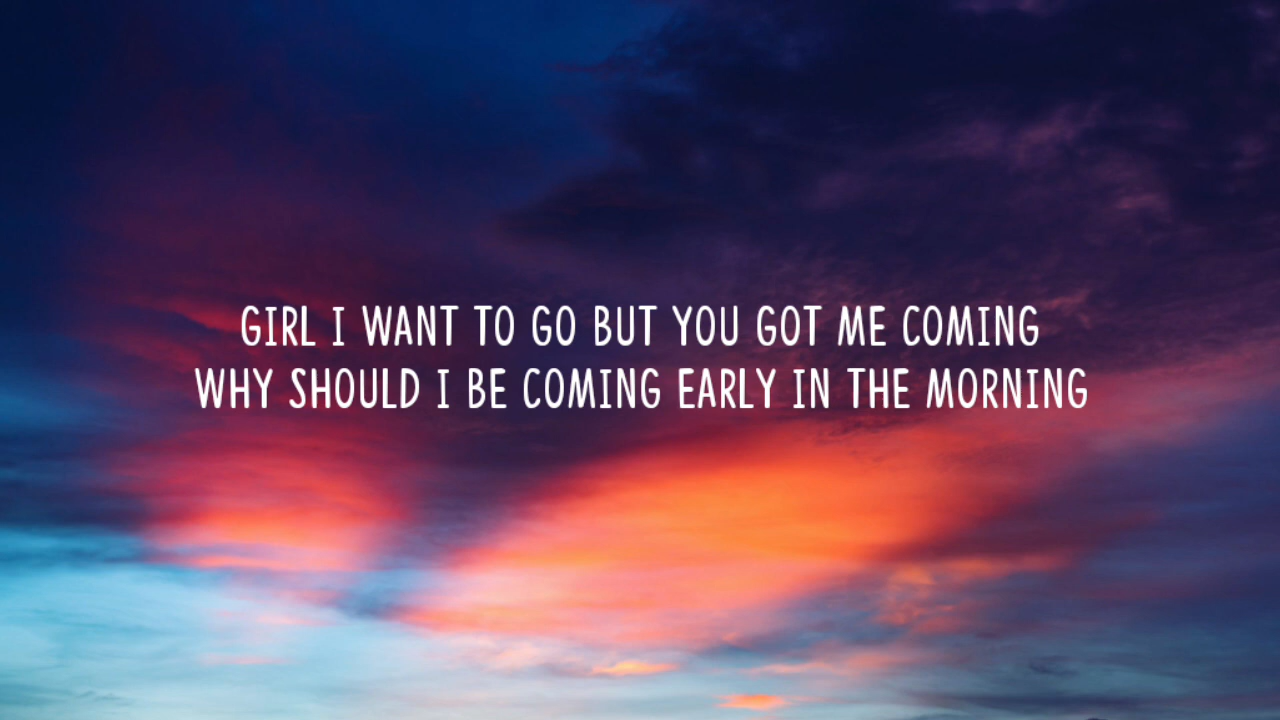 GIRL I WANT TO GO BUT YOU GOT ME COMING
WHY SHOULD I BE COMING EARLY IN THE MORNING